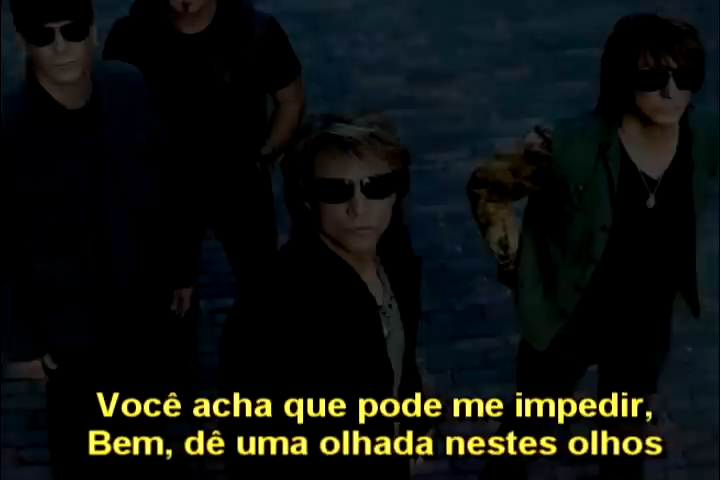 Você acha que pode me impedir,
Bem, dê uma olhada nestes olhos